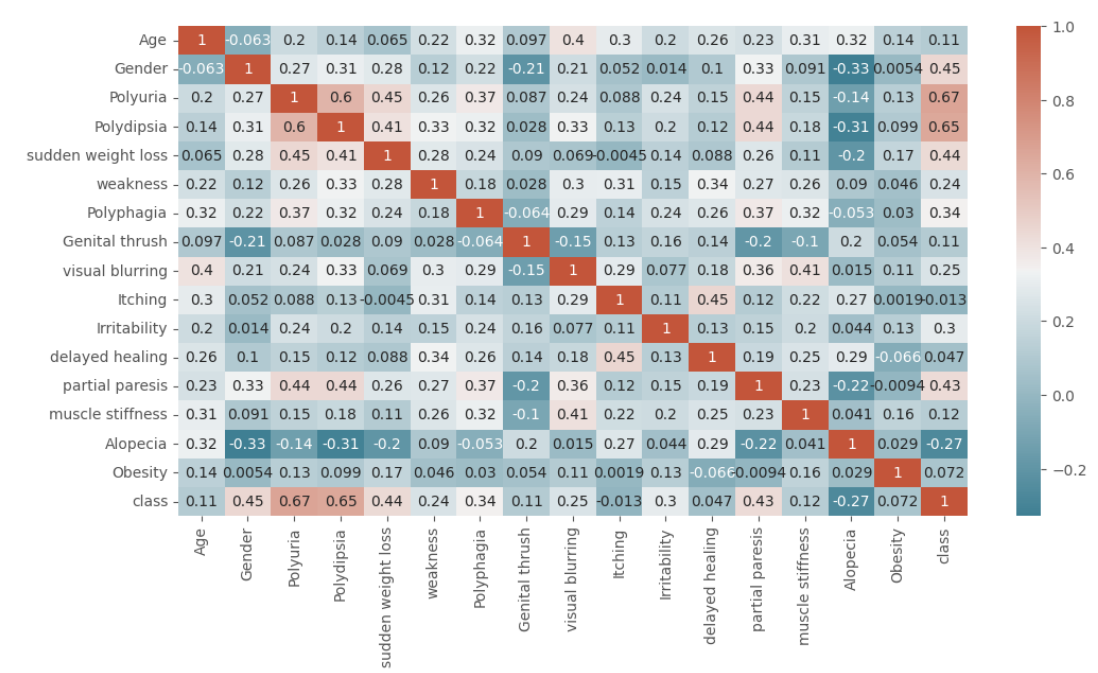 Age 1 -0.063 0.2 0.14 0.065 0.22 0.32 0.097 0.4 0.3 0.2 0.26 0.23 0.31 0.32 0.14 0.11
Gender -0.063 1 0.27 0.31 0.28 0.12 0.22 -0.21 0.21 0.052 0.014 0.1 0.33 0.091 -0.33 0.0054 0.45
Polyuria 0.2 0.27 1 0.6 0.45 0.26 0.37 0.087 0.24 0.088 0.24 0.15 0.44 0.15 -0.14 0.13 0.67
Polydipsia 0.14 0.31 0.6 1 0.41 0.33 0.32 0.028 0.33 0.13 0.2 0.12 0.44 0.18 -0.31 0.099 0.65
sudden weight loss 0.065 0.28 0.45 0.41 1 0.28 0.24 0.09 0.069 -0.0045 0.14 0.088 0.26 0.11 -0.2 0.17 0.44
weakness 0.22 0.12 0.26 0.33 0.28 1 0.18 0.028 0.3 0.31 0.15 0.34 0.27 0.26 0.09 0.046 0.24
Polyphagia 0.32 0.22 0.37 0.32 0.24 0.18 1 -0.064 0.29 0.14 0.24 0.26 0.37 0.32 -0.053 0.03 0.34
Genital thrush 0.097 -0.21 0.087 0.028 0.09 0.028 -0.064 1 -0.15 0.13 0.16 0.14 -0.2 -0.1 0.2 0.054 0.11
visual blurring 0.4 0.21 0.24 0.33 0.069 0.3 0.29 -0.15 1 0.29 0.077 0.18 0.36 0.41 0.015 0.11 0.25
Itching 0.3 0.052 0.088 0.13 -0.0045 0.31 0.14 0.13 0.29 1 0.11 0.45 0.12 0.22 0.27 0.0019 -0.013
Irritability 0.2 0.014 0.24 0.2 0.14 0.15 0.24 0.16 0.077 0.11 1 0.13 0.15 0.2 0.044 0.13 0.3
delayed healing 0.26 0.1 0.15 0.12 0.088 0.34 0.26 0.14 0.18 0.45 0.13 1 0.19 0.25 0.29 -0.066 0.047
partial paresis 0.23 0.33 0.44 0.44 0.26 0.27 0.37 -0.2 0.36 0.12 0.15 0.19 1 0.23 -0.22 -0.0094 0.43
muscle stiffness 0.31 0.091 0.15 0.18 0.11 0.26 0.32 -0.1 0.41 0.22 0.2 0.25 0.23 1 0.041 0.16 0.12
Alopecia 0.32 -0.33 -0.14 -0.31 -0.2 0.09 -0.053 0.2 0.015 0.27 0.044 0.29 -0.22 0.041 1 0.029 -0.27
Obesity 0.14 0.0054 0.13 0.099 0.17 0.046 0.03 0.054 0.11 0.0019 0.13 -0.066 -0.0094 0.16 0.029 1 0.072
class 0.11 0.45 0.67 0.65 0.44 0.24 0.34 0.11 0.25 -0.013 0.3 0.047 0.43 0.12 -0.27 0.072 1
Age
Gender
Polyuria
Polydipsia
sudden weight loss
weakness
Polyphagia
Genital thrush
visual blurring
Itching
Irritability
delayed healing
partial paresis
muscle stiffness
Alopecia
Obesity
class
1.0
0.8
0.6
0.4
0.2
0.0
−0.2